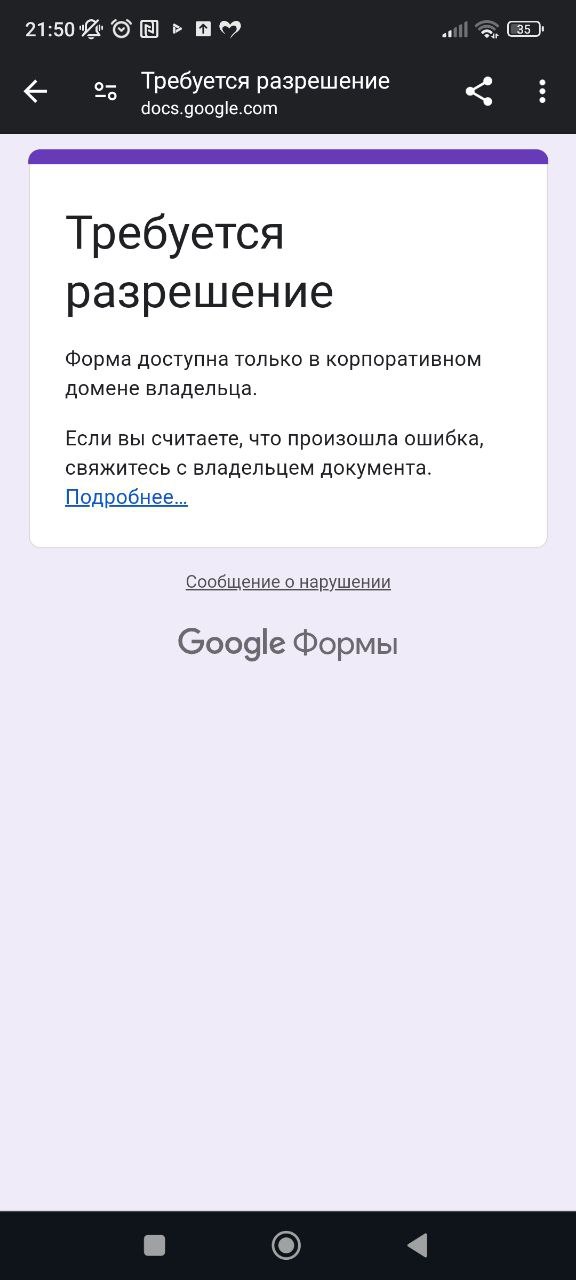 21:50
35
Требуется разрешение
docs.google.com
Требуется
разрешение
Форма доступна только в корпоративном
домене владельца.
Если вы считаете, что произошла ошибка,
свяжитесь с владельцем документа.
Подробнее…
Сообщение о нарушении
Google Формы